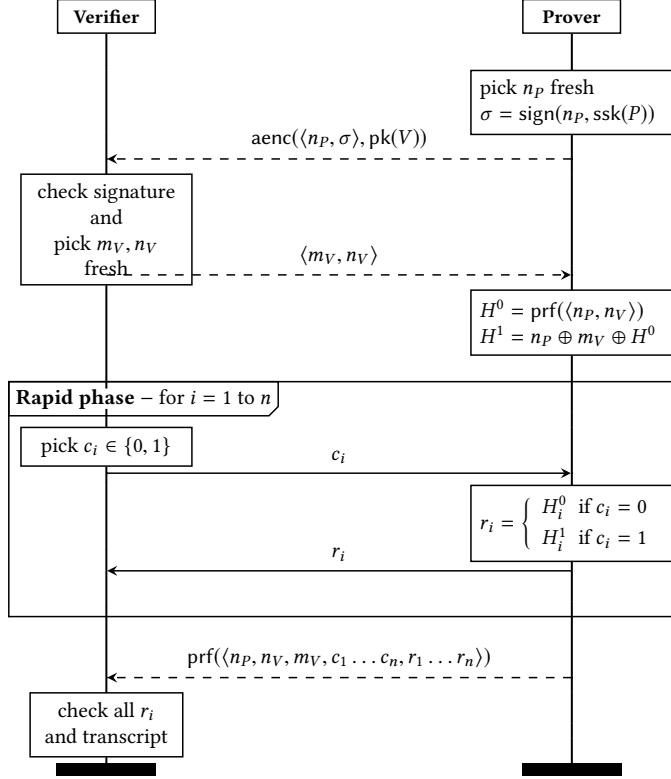 Verifier
Prover
pick n_P fresh
σ = sign(n_P, ssk(P))
aenc(⟨n_P, σ⟩, pk(V))
check signature
and
pick m_V, n_V
fresh
⟨m_V, n_V⟩
H^0 = prf(⟨n_P, n_V⟩)
H^1 = n_P ⊕ m_V ⊕ H^0
Rapid phase – for i = 1 to n
pick c_i ∈ {0, 1}
c_i
r_i = { H_i^0 if c_i = 0
H_i^1 if c_i = 1
r_i
prf(⟨n_P, n_V, m_V, c_1 … c_n, r_1 … r_n⟩)
check all r_i
and transcript